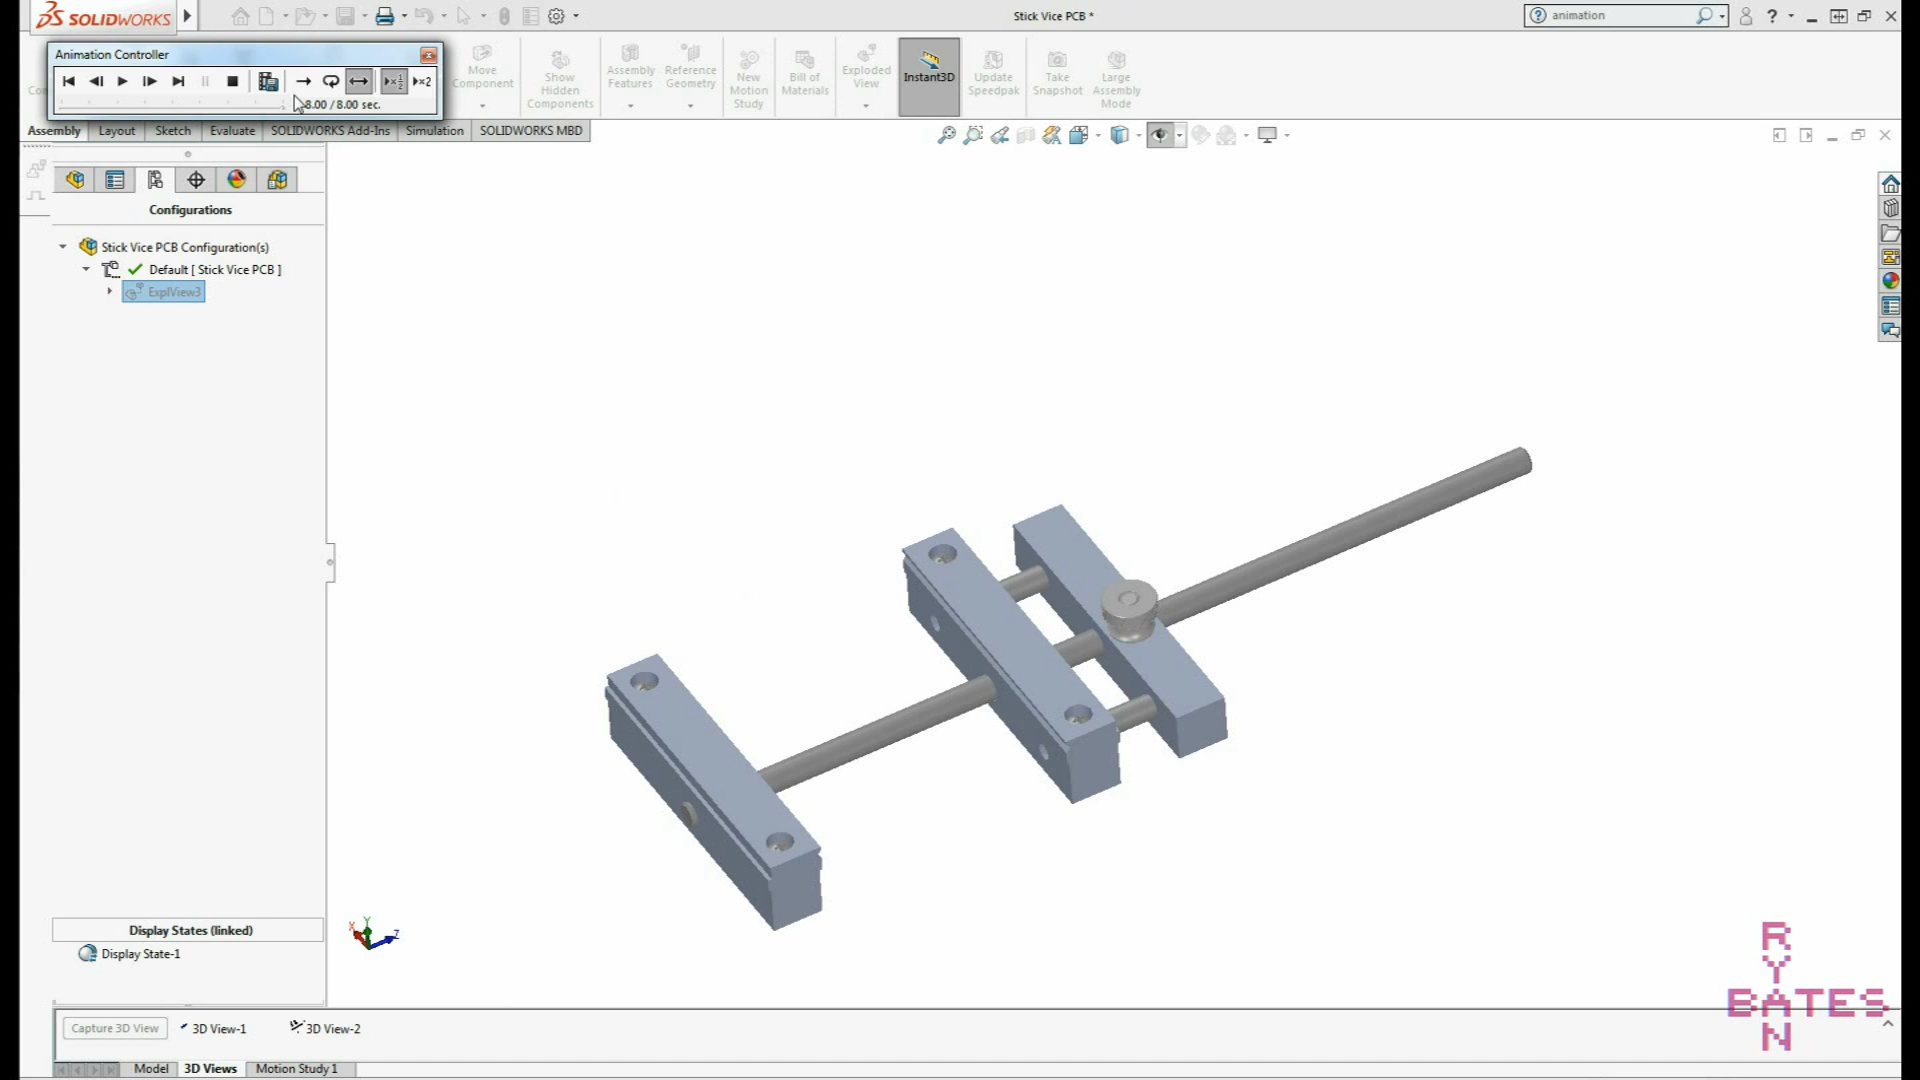 SOLIDWORKS
Stick Vice PCB *
animation
Animation Controller
8.00 / 8.00 sec.
Move Component
Show Hidden Components
Assembly Features
Reference Geometry
New Motion Study
Bill of Materials
Exploded View
Instant3D
Update Speedpak
Take Snapshot
Large Assembly Mode
Assembly
Layout
Sketch
Evaluate
SOLIDWORKS Add-Ins
Simulation
SOLIDWORKS MBD
Configurations
Stick Vice PCB Configuration(s)
Default [ Stick Vice PCB ]
ExplView3
Display States (linked)
Display State-1
X
Y
Z
Capture 3D View
3D View-1
3D View-2
Model
3D Views
Motion Study 1
RYAN
BATES